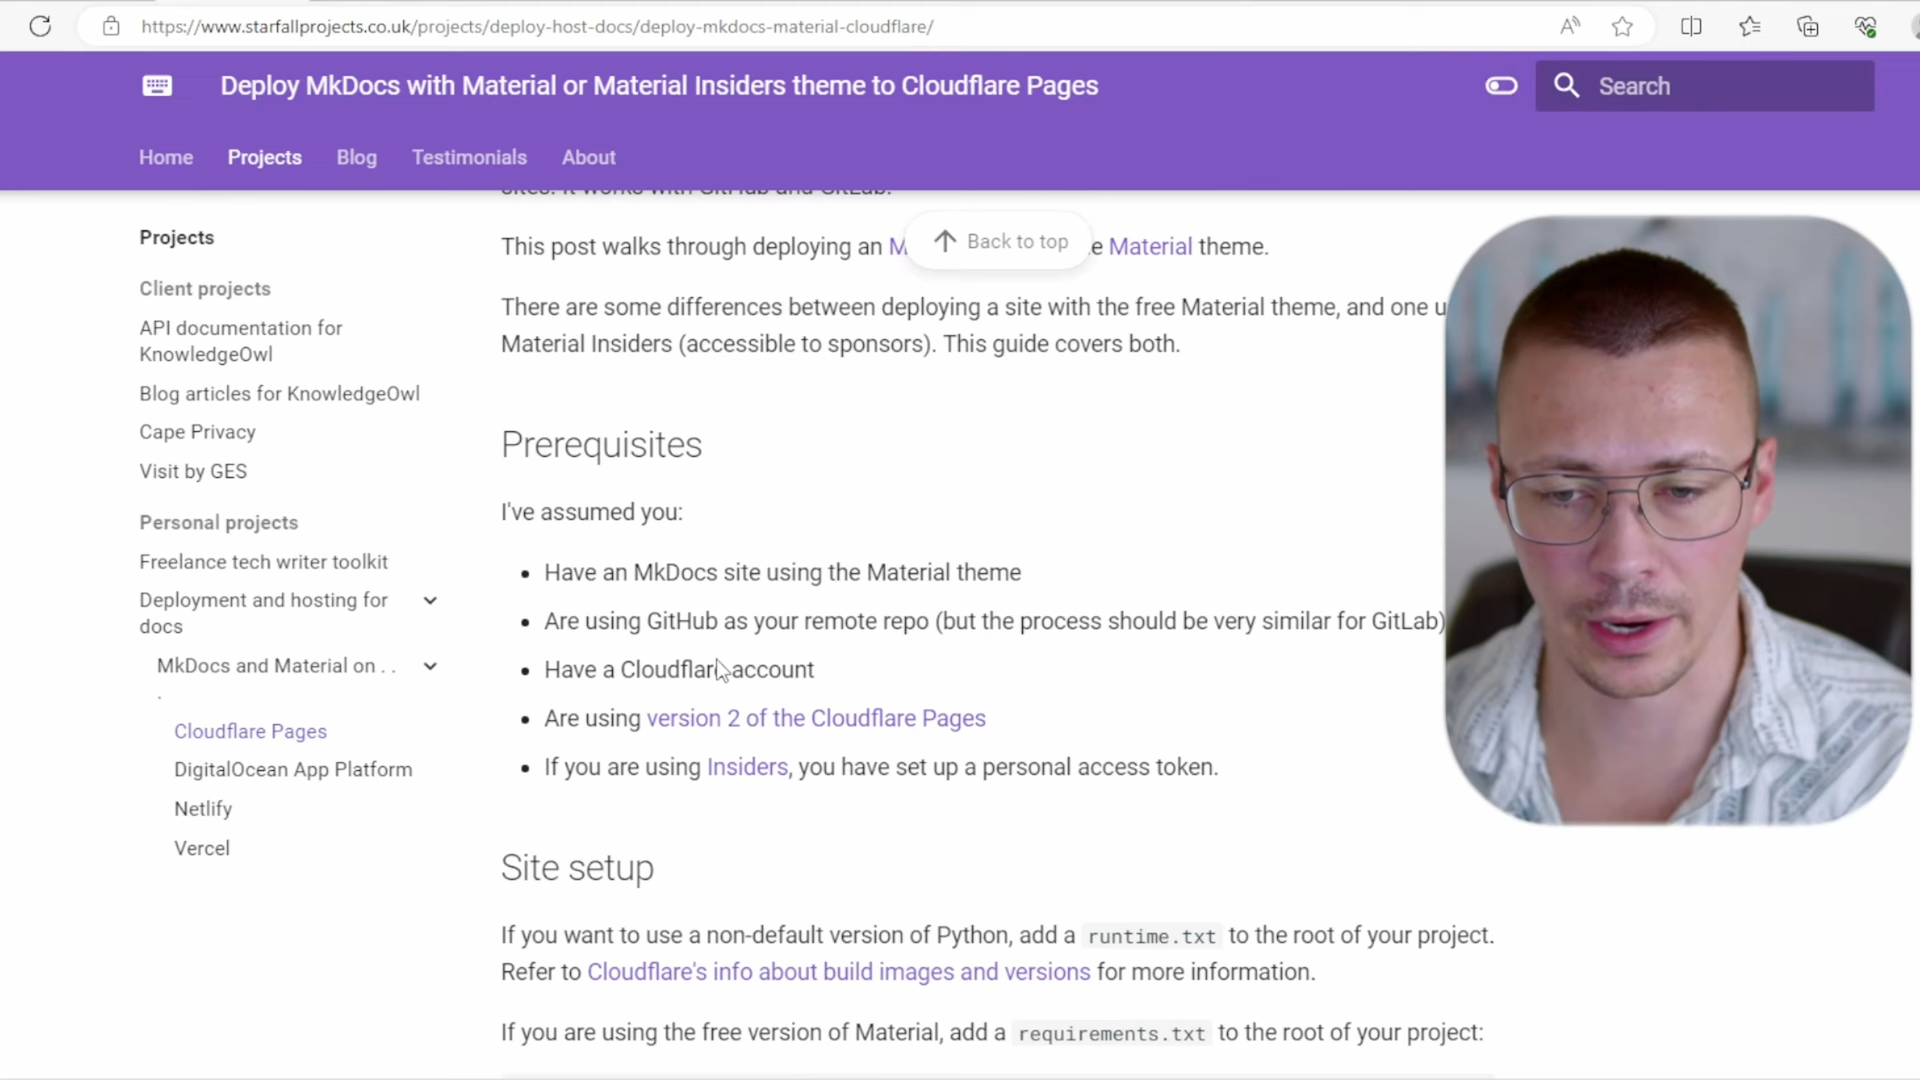 https://www.starfallprojects.co.uk/projects/deploy-host-docs/deploy-mkdocs-material-cloudflare/
Deploy MkDocs with Material or Material Insiders theme to Cloudflare Pages
Search
Home Projects Blog Testimonials About
sites. It works with GitHub and GitLab.
Back to top
This post walks through deploying an M e Material theme.
There are some differences between deploying a site with the free Material theme, and one u
Material Insiders (accessible to sponsors). This guide covers both.
Prerequisites
I've assumed you:
• Have an MkDocs site using the Material theme
• Are using GitHub as your remote repo (but the process should be very similar for GitLab)
• Have a Cloudflare account
• Are using version 2 of the Cloudflare Pages
• If you are using Insiders, you have set up a personal access token.
Site setup
If you want to use a non-default version of Python, add a runtime.txt to the root of your project.
Refer to Cloudflare's info about build images and versions for more information.
If you are using the free version of Material, add a requirements.txt to the root of your project:
Projects
Client projects
API documentation for
KnowledgeOwl
Blog articles for KnowledgeOwl
Cape Privacy
Visit by GES
Personal projects
Freelance tech writer toolkit
Deployment and hosting for
docs
MkDocs and Material on . .
.
Cloudflare Pages
DigitalOcean App Platform
Netlify
Vercel